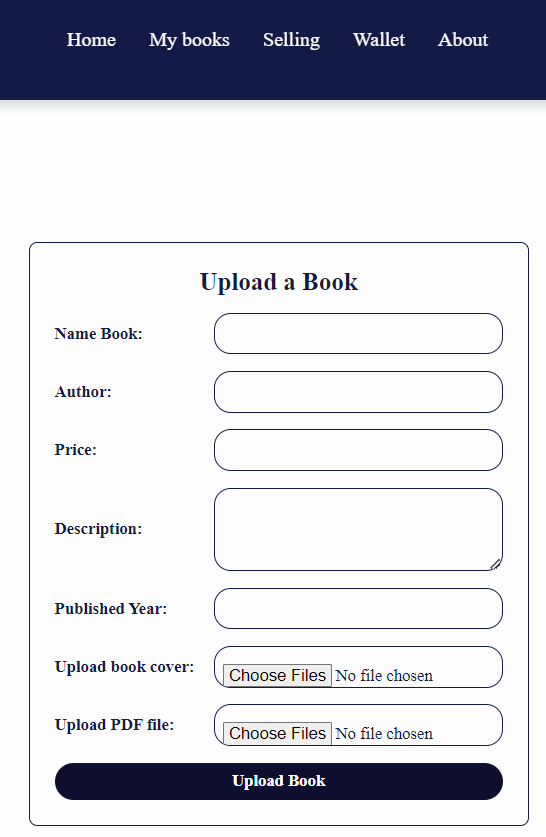 Home My books Selling Wallet About
Upload a Book
Name Book:
Author:
Price:
Description:
Published Year:
Upload book cover: Choose Files No file chosen
Upload PDF file: Choose Files No file chosen
Upload Book